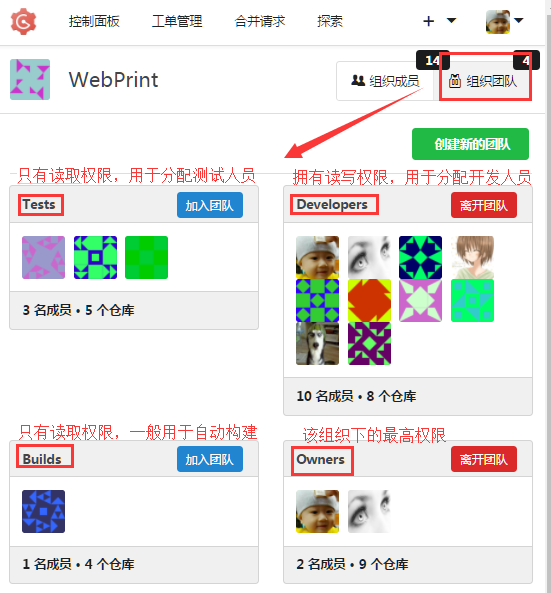 控制面板 工单管理 合并请求 探索
WebPrint
14
组织成员
4
组织团队
创建新的团队
只有读取权限，用于分配测试人员
拥有读写权限，用于分配开发人员
Tests
加入团队
Developers
离开团队
3 名成员 • 5 个仓库
10 名成员 • 8 个仓库
只有读取权限，一般用于自动构建
该组织下的最高权限
Builds
加入团队
Owners
离开团队
1 名成员 • 4 个仓库
2 名成员 • 9 个仓库